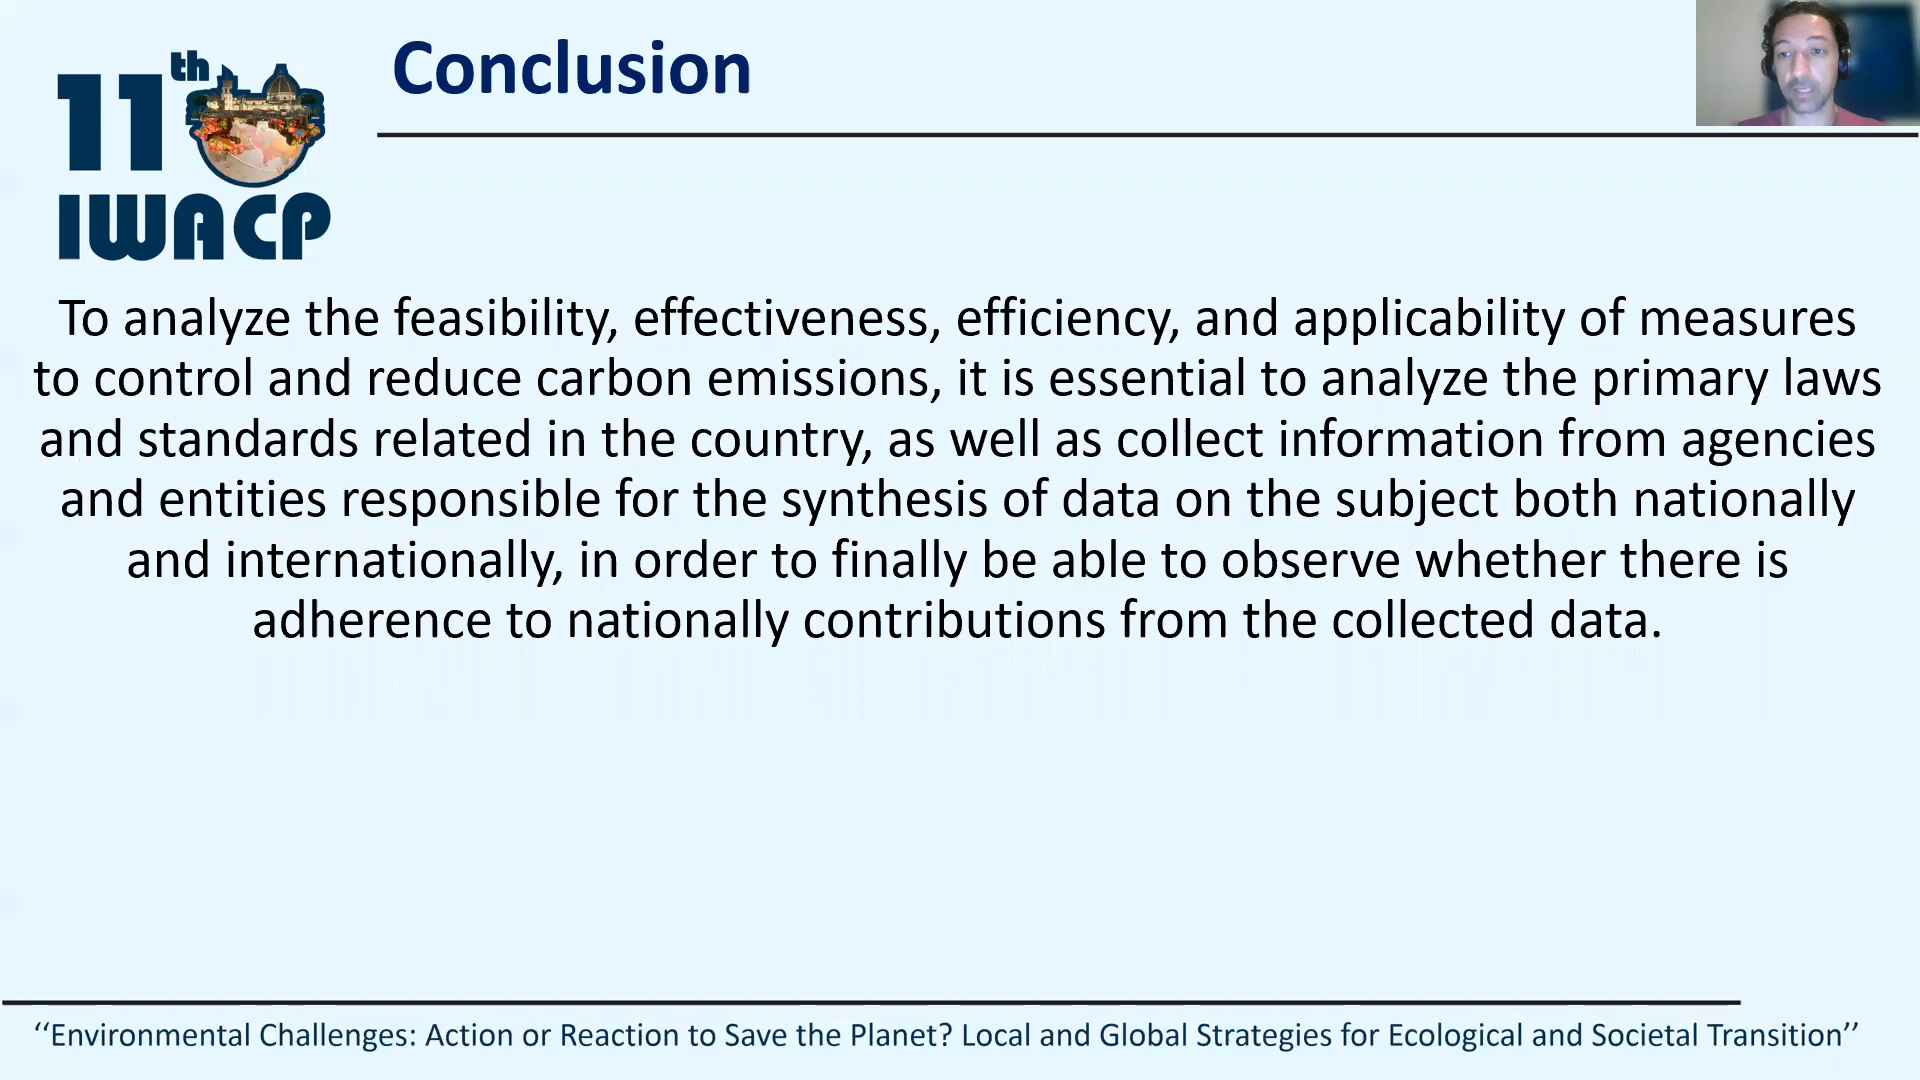 11th
IWACP
Conclusion
To analyze the feasibility, effectiveness, efficiency, and applicability of measures
to control and reduce carbon emissions, it is essential to analyze the primary laws
and standards related in the country, as well as collect information from agencies
and entities responsible for the synthesis of data on the subject both nationally
and internationally, in order to finally be able to observe whether there is
adherence to nationally contributions from the collected data.
‘‘Environmental Challenges: Action or Reaction to Save the Planet? Local and Global Strategies for Ecological and Societal Transition’’